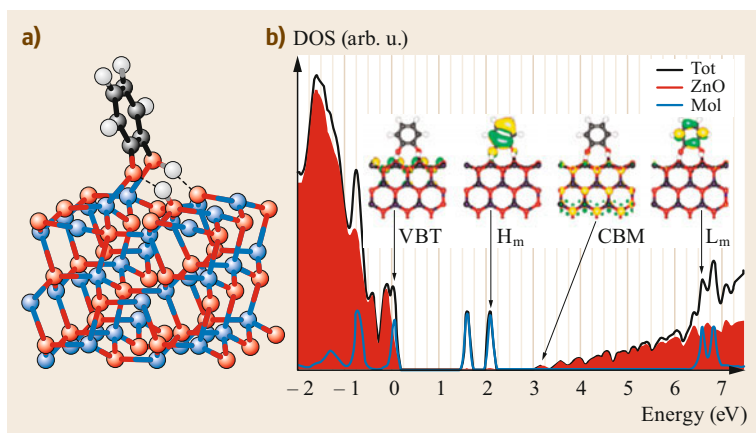 a)
b) DOS (arb. u.)
Tot
ZnO
Mol
VBT
Hm
CBM
Lm
– 2 – 1 0 1 2 3 4 5 6 7
Energy (eV)